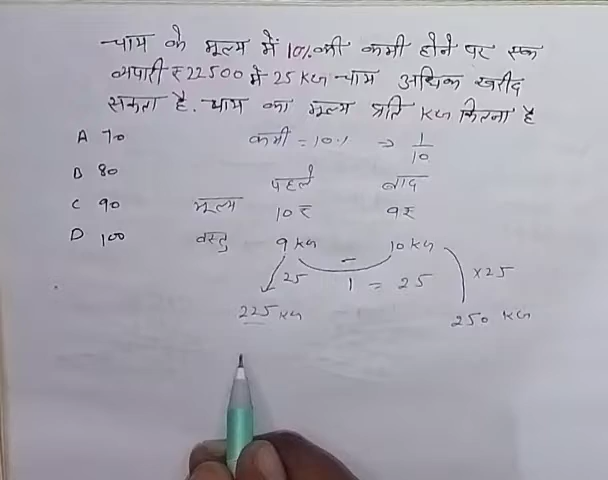 चाय के मूल्य में 10% की कमी होने पर एक
व्यापारी ₹22500 में 25 KG चाय अधिक खरीद
सकता है. चाय का मूल्य प्रति KG कितना है
A 70 कमी = 10% → 1/10
B 80 पहले बाद
C 90 मूल्य 10₹ 9₹
D 100 वस्तु 9 KG - 10 KG
×25 1 = 25 ×25
225 KG 250 KG